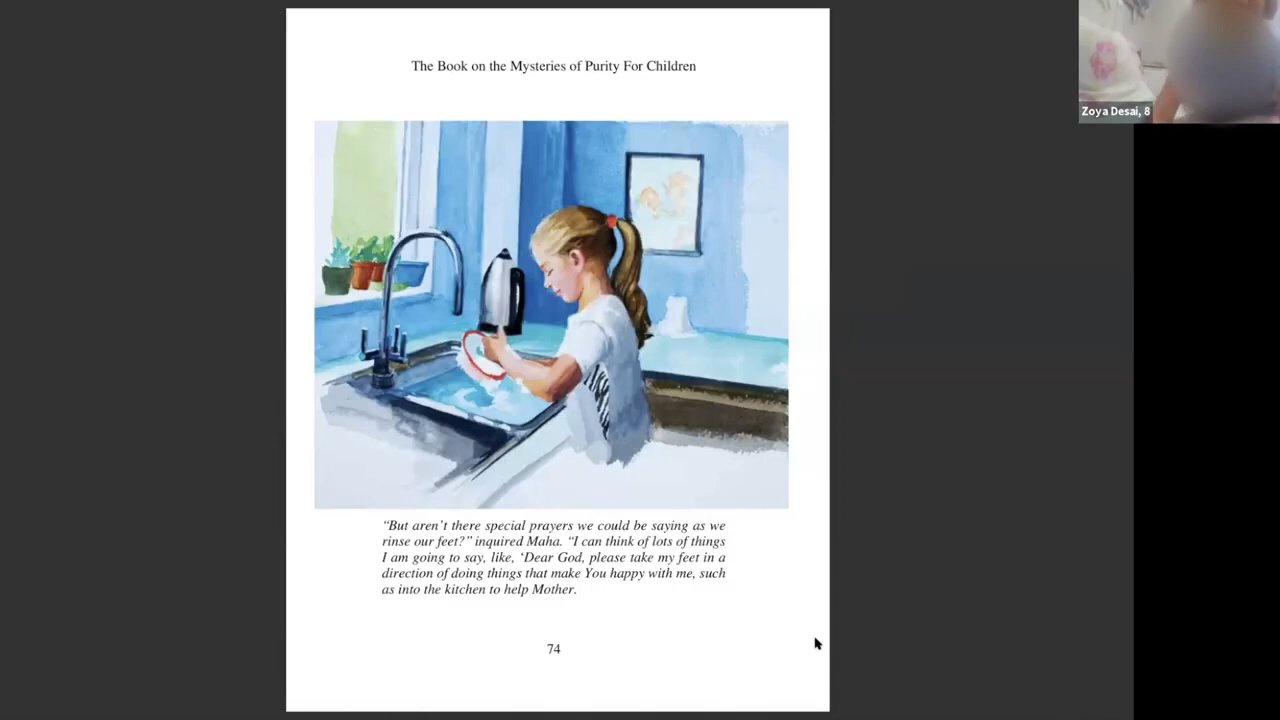 The Book on the Mysteries of Purity For Children
Zoya Desai, 8
“But aren’t there special prayers we could be saying as we
rinse our feet?” inquired Maha. “I can think of lots of things
I am going to say, like, ‘Dear God, please take my feet in a
direction of doing things that make You happy with me, such
as into the kitchen to help Mother.
74